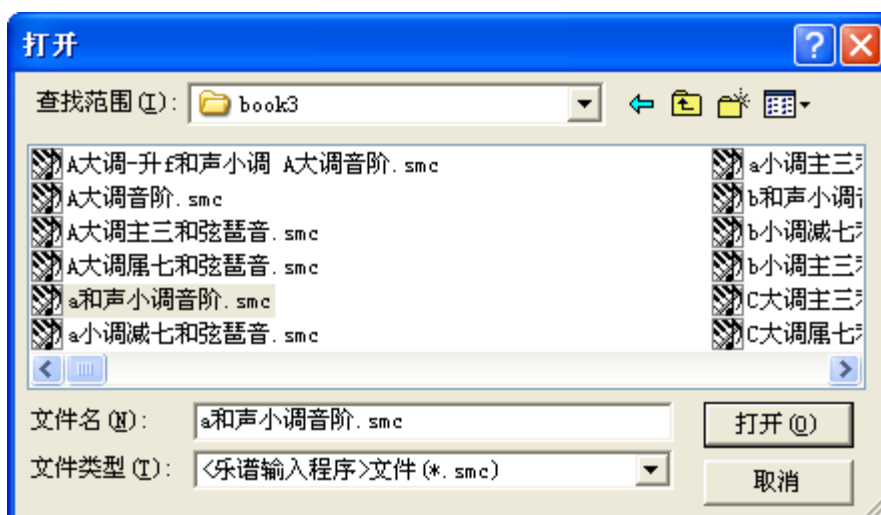 打开
查找范围(I): book3
A大调-升f和声小调 A大调音阶.smc
A大调音阶.smc
A大调主三和弦琶音.smc
A大调属七和弦琶音.smc
a和声小调音阶.smc
a小调减七和弦琶音.smc
a小调主三
b和声小调
b小调减七
b小调主三
C大调主三
C大调属七
文件名(N): a和声小调音阶.smc
打开(O)
文件类型(T): <乐谱输入程序>文件(*.smc)
取消